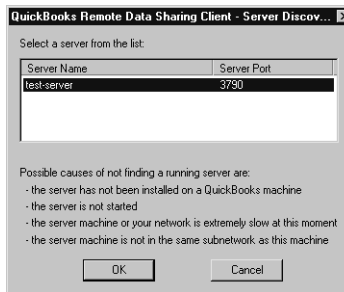 QuickBooks Remote Data Sharing Client - Server Discov...
Select a server from the list:
Server Name Server Port
test-server 3790
Possible causes of not finding a running server are:
- the server has not been installed on a QuickBooks machine
- the server is not started
- the server machine or your network is extremely slow at this moment
- the server machine is not in the same subnetwork as this machine
OK Cancel